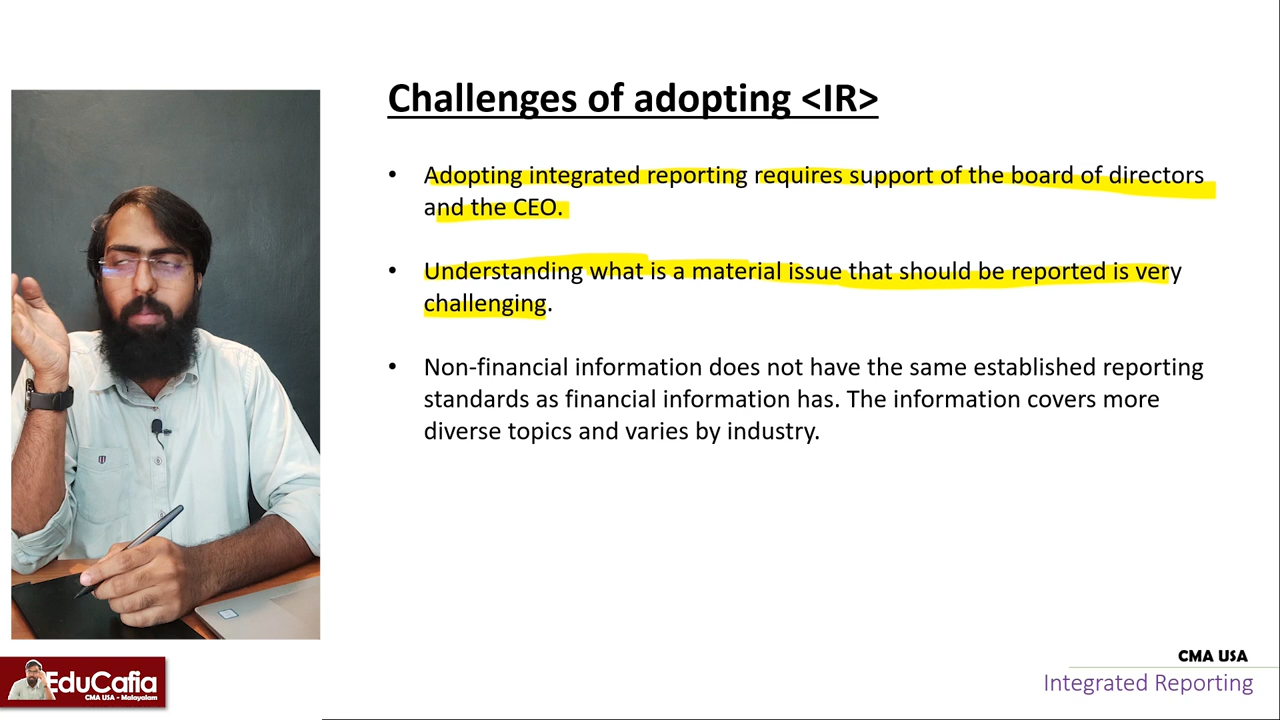 Challenges of adopting <IR>
• Adopting integrated reporting requires support of the board of directors
and the CEO.
• Understanding what is a material issue that should be reported is very
challenging.
• Non-financial information does not have the same established reporting
standards as financial information has. The information covers more
diverse topics and varies by industry.
EduCafia
CMA USA - Malayalam
CMA USA
Integrated Reporting